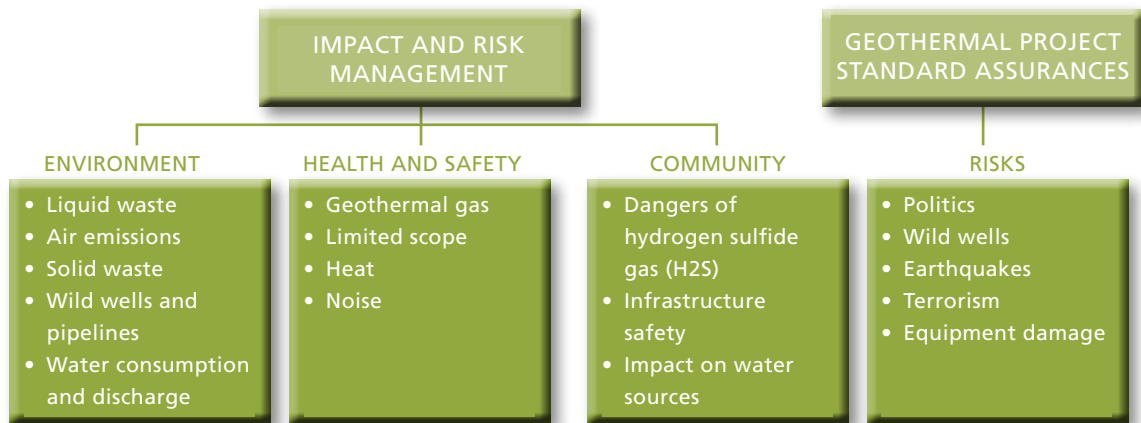 IMPACT AND RISK
MANAGEMENT
GEOTHERMAL PROJECT
STANDARD ASSURANCES
ENVIRONMENT
• Liquid waste
• Air emissions
• Solid waste
• Wild wells and
pipelines
• Water consumption
and discharge
HEALTH AND SAFETY
• Geothermal gas
• Limited scope
• Heat
• Noise
COMMUNITY
• Dangers of
hydrogen sulfide
gas (H2S)
• Infrastructure
safety
• Impact on water
sources
RISKS
• Politics
• Wild wells
• Earthquakes
• Terrorism
• Equipment damage